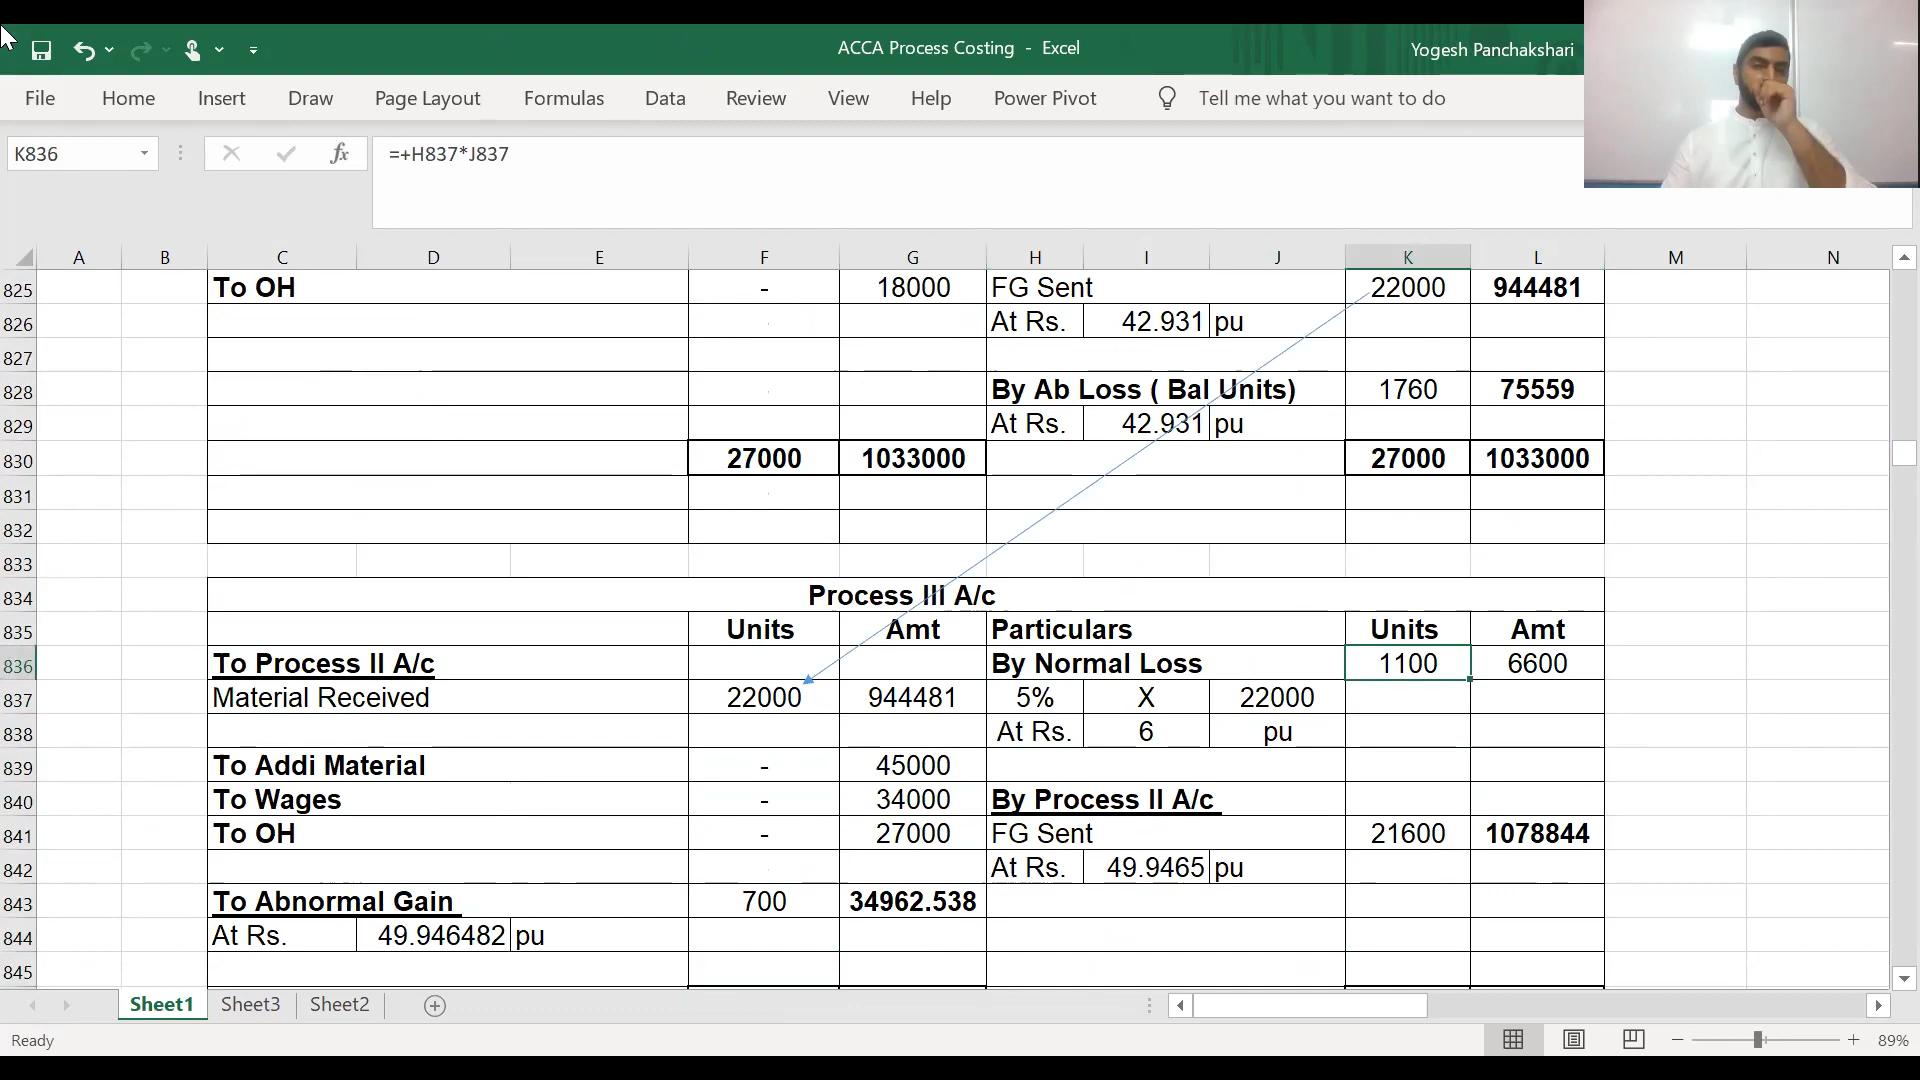 ACCA Process Costing - Excel
Yogesh Panchakshari
File Home Insert Draw Page Layout Formulas Data Review View Help Power Pivot Tell me what you want to do
K836 fx =+H837*J837
A B C D E F G H I J K L M N
825 To OH - 18000 FG Sent 22000 944481
826 At Rs. 42.931 pu
827
828 By Ab Loss ( Bal Units) 1760 75559
829 At Rs. 42.931 pu
830 27000 1033000 27000 1033000
831
832
833
834 Process III A/c
835 Units Amt Particulars Units Amt
836 To Process II A/c By Normal Loss 1100 6600
837 Material Received 22000 944481 5% X 22000
838 At Rs. 6 pu
839 To Addi Material - 45000
840 To Wages - 34000 By Process II A/c
841 To OH - 27000 FG Sent 21600 1078844
842 At Rs. 49.9465 pu
843 To Abnormal Gain 700 34962.538
844 At Rs. 49.946482 pu
845
Sheet1 Sheet3 Sheet2
Ready 89%